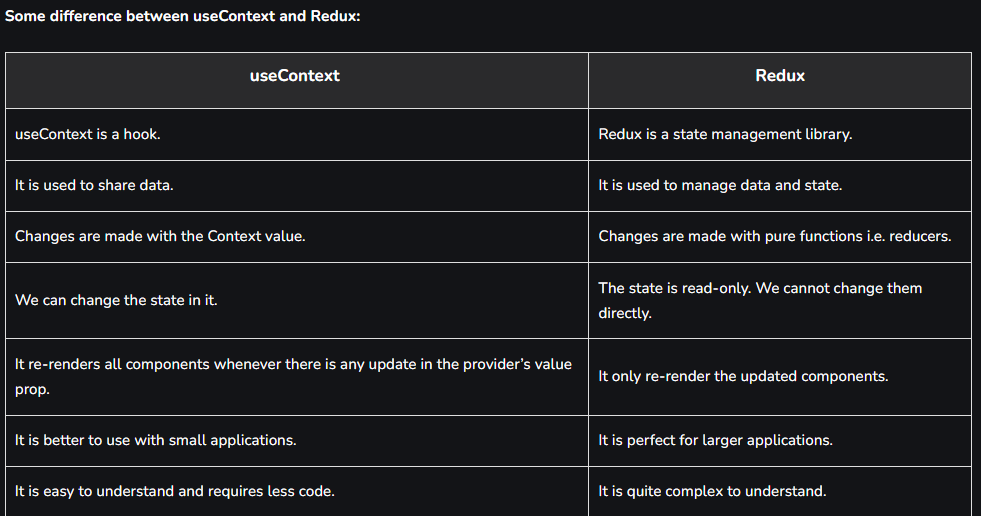 Some difference between useContext and Redux:
useContext
Redux
useContext is a hook.
Redux is a state management library.
It is used to share data.
It is used to manage data and state.
Changes are made with the Context value.
Changes are made with pure functions i.e. reducers.
We can change the state in it.
The state is read-only. We cannot change them
directly.
It re-renders all components whenever there is any update in the provider’s value
prop.
It only re-render the updated components.
It is better to use with small applications.
It is perfect for larger applications.
It is easy to understand and requires less code.
It is quite complex to understand.